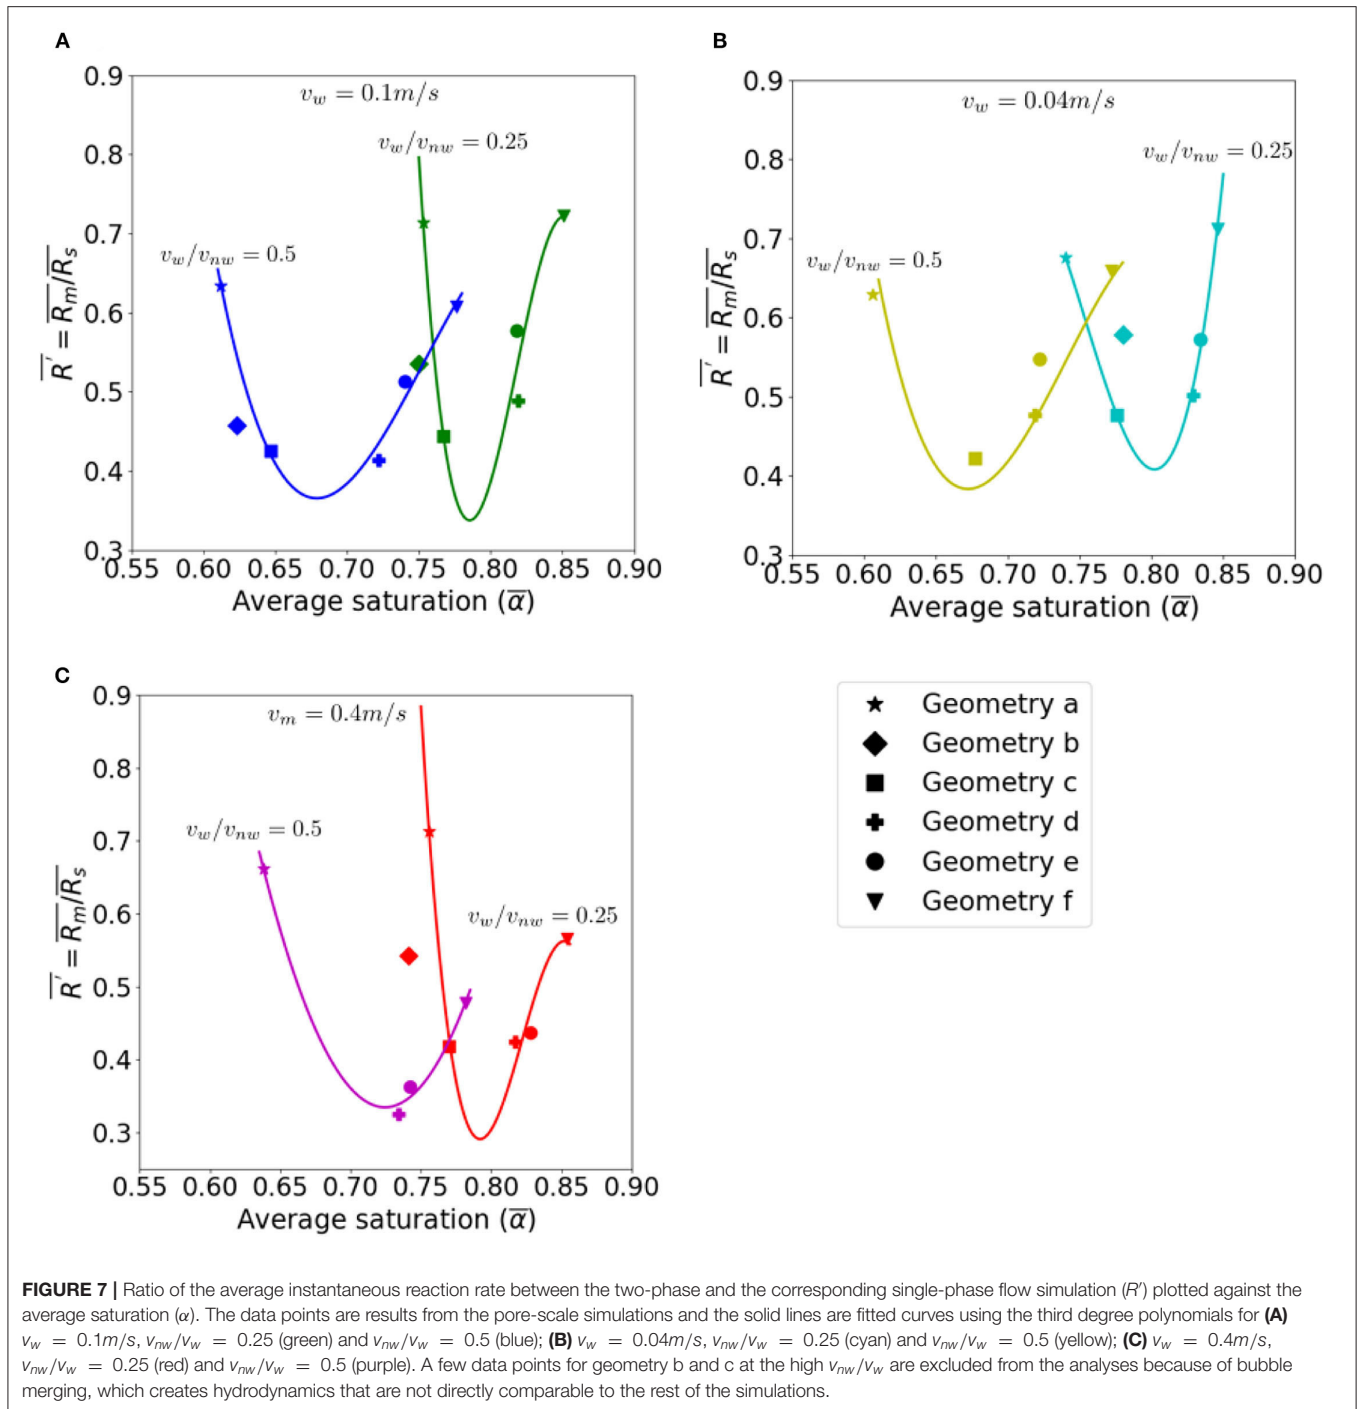 A
0.9
0.8
0.7
0.6
0.5
0.4
0.3
v_w = 0.1m/s
v_w/v_nw = 0.25
v_w/v_nw = 0.5
R̅′ = R̅_m/R̅_s
0.55 0.60 0.65 0.70 0.75 0.80 0.85 0.90
Average saturation (α̅)
B
0.9
0.8
0.7
0.6
0.5
0.4
0.3
v_w = 0.04m/s
v_w/v_nw = 0.25
v_w/v_nw = 0.5
R̅′ = R̅_m/R̅_s
0.55 0.60 0.65 0.70 0.75 0.80 0.85 0.90
Average saturation (α̅)
C
0.9
0.8
0.7
0.6
0.5
0.4
0.3
v_m = 0.4m/s
v_w/v_nw = 0.5
v_w/v_nw = 0.25
R̅′ = R̅_m/R̅_s
0.55 0.60 0.65 0.70 0.75 0.80 0.85 0.90
Average saturation (α̅)
Geometry a
Geometry b
Geometry c
Geometry d
Geometry e
Geometry f
FIGURE 7 | Ratio of the average instantaneous reaction rate between the two-phase and the corresponding single-phase flow simulation (R′) plotted against the
average saturation (α). The data points are results from the pore-scale simulations and the solid lines are fitted curves using the third degree polynomials for (A)
v_w = 0.1m/s, v_nw/v_w = 0.25 (green) and v_nw/v_w = 0.5 (blue); (B) v_w = 0.04m/s, v_nw/v_w = 0.25 (cyan) and v_nw/v_w = 0.5 (yellow); (C) v_w = 0.4m/s,
v_nw/v_w = 0.25 (red) and v_nw/v_w = 0.5 (purple). A few data points for geometry b and c at the high v_nw/v_w are excluded from the analyses because of bubble
merging, which creates hydrodynamics that are not directly comparable to the rest of the simulations.